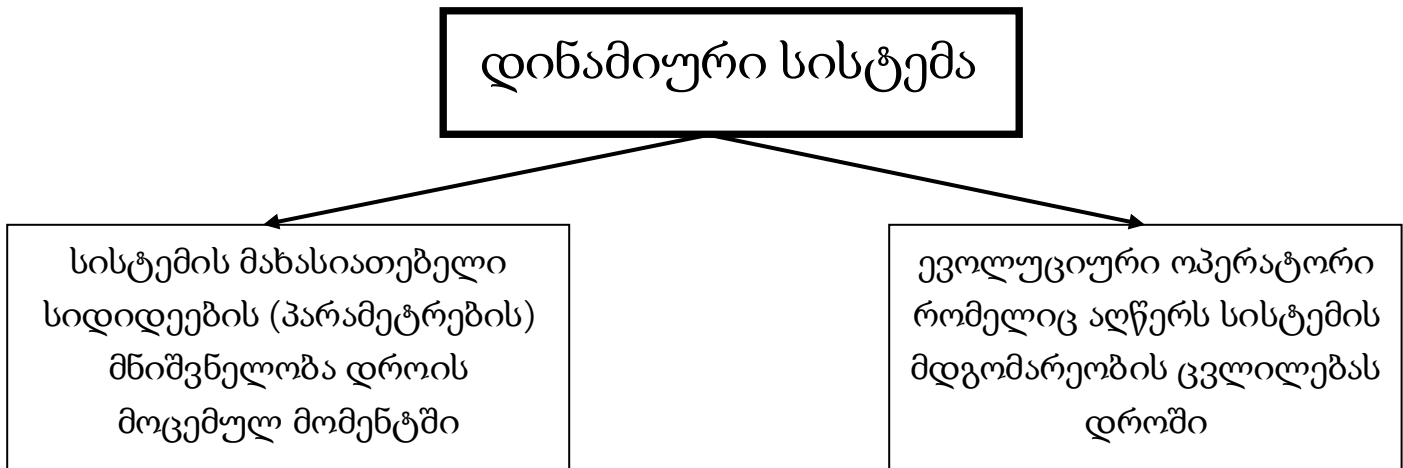 დინამიური სისტემა
სისტემის მახასიათებელი
სიდიდეების (პარამეტრების)
მნიშვნელობა დროის
მოცემულ მომენტში
ევოლუციური ოპერატორი
რომელიც აღწერს სისტემის
მდგომარეობის ცვლილებას
დროში